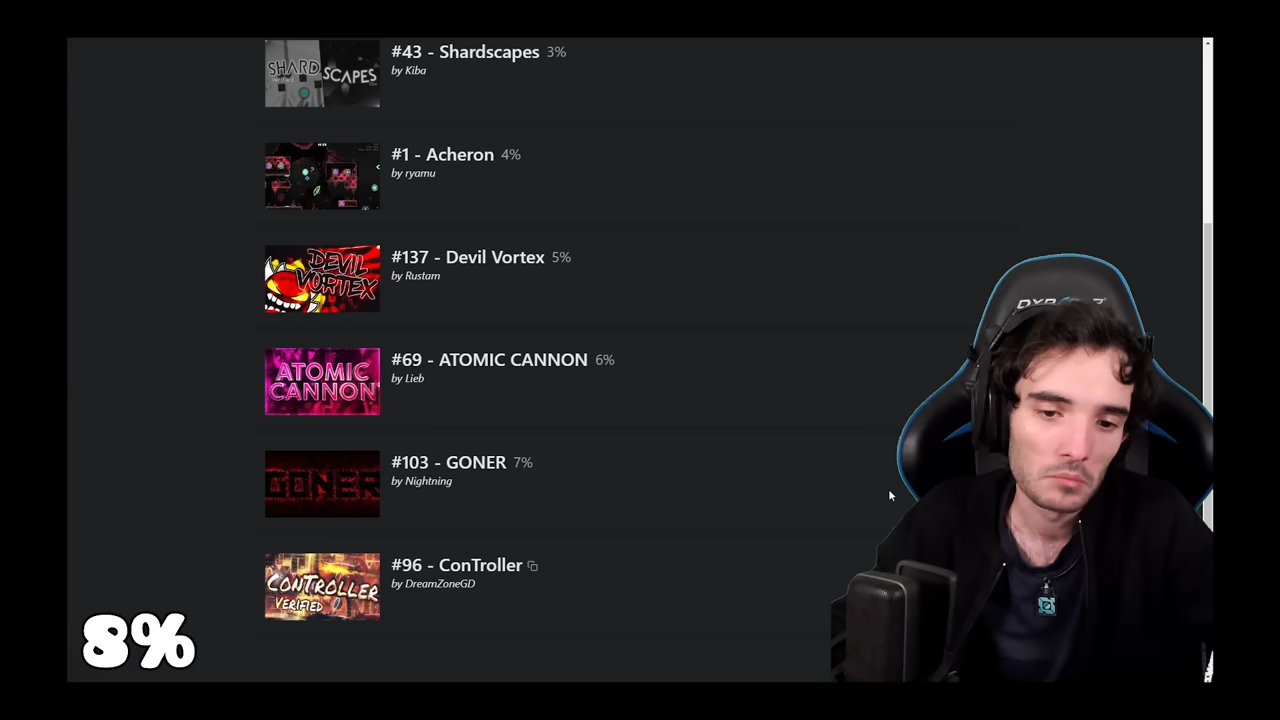 SHARD
SCAPES
#43 - Shardscapes 3%
by Kiba
#1 - Acheron 4%
by ryamu
DEVIL
VORTEX
#137 - Devil Vortex 5%
by Rustam
ATOMIC
CANNON
#69 - ATOMIC CANNON 6%
by Lieb
GONER
#103 - GONER 7%
by Nightning
CONTROLLER
VERIFIED
#96 - ConTroller
by DreamZoneGD
8%